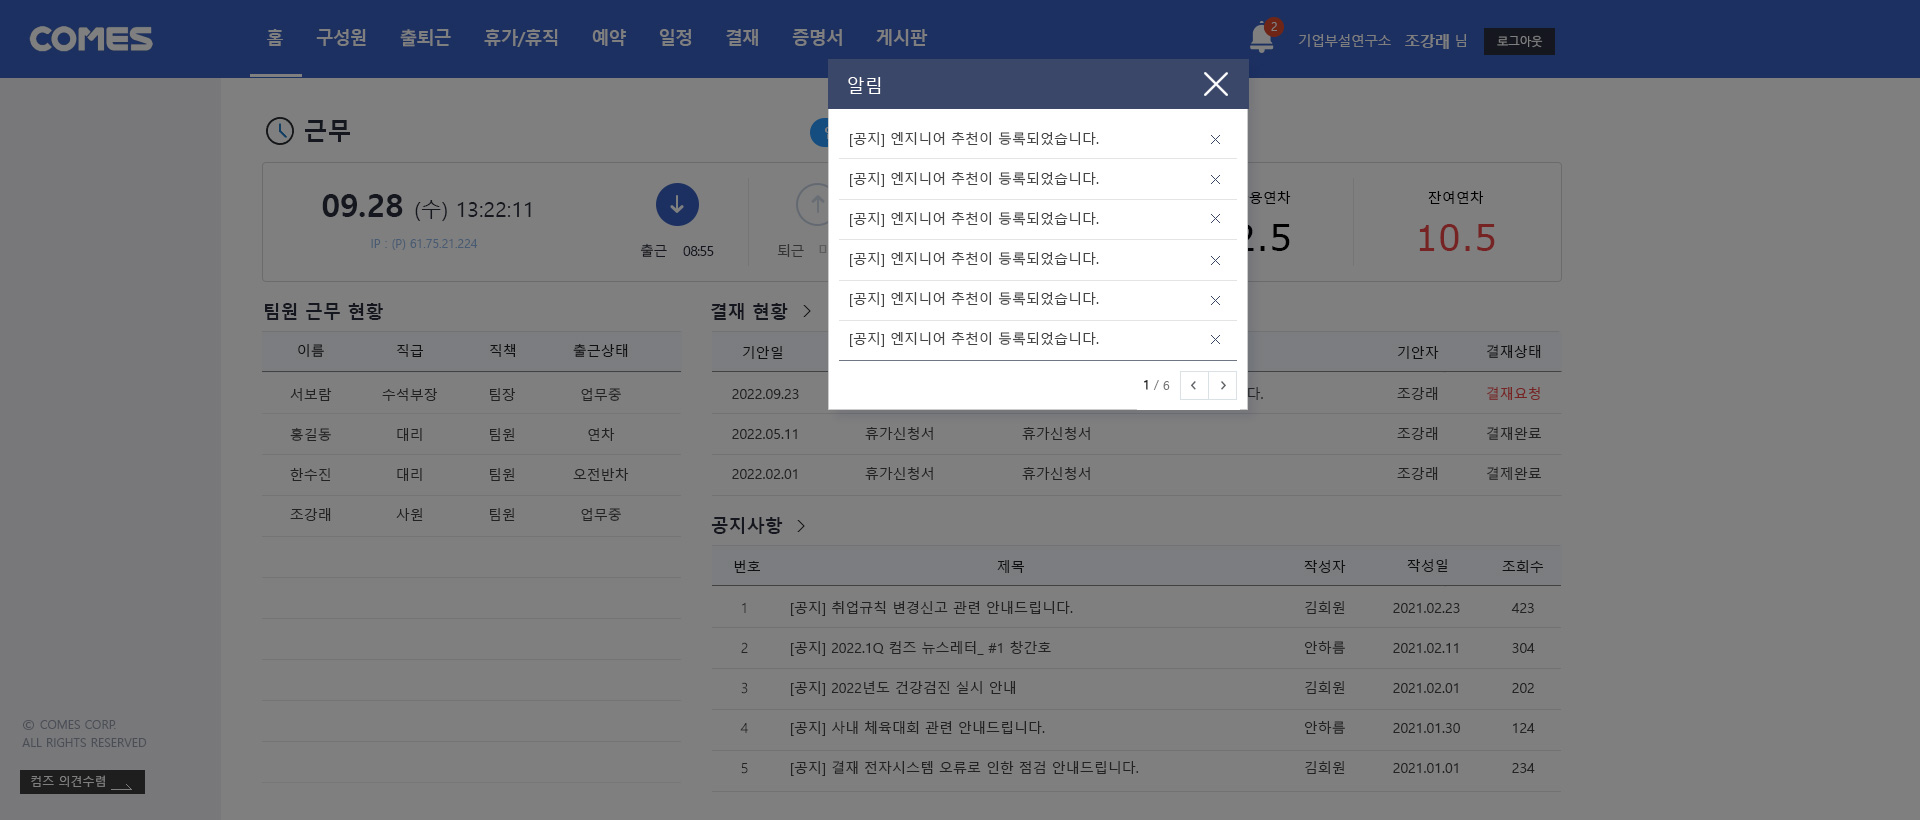 COMES
홈 구성원 출퇴근 휴가/휴직 예약 일정 결재 증명서 게시판
2
기업부설연구소 조강래 님 로그아웃
알림
[공지] 엔지니어 추천이 등록되었습니다.
[공지] 엔지니어 추천이 등록되었습니다.
[공지] 엔지니어 추천이 등록되었습니다.
[공지] 엔지니어 추천이 등록되었습니다.
[공지] 엔지니어 추천이 등록되었습니다.
[공지] 엔지니어 추천이 등록되었습니다.
1 / 6
근무
09.28 (수) 13:22:11
IP : (P) 61.75.21.224
출근 08:55
퇴근
용연차
2.5
잔여연차
10.5
팀원 근무 현황
이름 직급 직책 출근상태
서보람 수석부장 팀장 업무중
홍길동 대리 팀원 연차
한수진 대리 팀원 오전반차
조강래 사원 팀원 업무중
결재 현황
기안일 기안자 결재상태
2022.09.23 다. 조강래 결재요청
2022.05.11 휴가신청서 휴가신청서 조강래 결재완료
2022.02.01 휴가신청서 휴가신청서 조강래 결제완료
공지사항
번호 제목 작성자 작성일 조회수
1 [공지] 취업규칙 변경신고 관련 안내드립니다. 김희원 2021.02.23 423
2 [공지] 2022.1Q 컴즈 뉴스레터_ #1 창간호 안하름 2021.02.11 304
3 [공지] 2022년도 건강검진 실시 안내 김희원 2021.02.01 202
4 [공지] 사내 체육대회 관련 안내드립니다. 안하름 2021.01.30 124
5 [공지] 결재 전자시스템 오류로 인한 점검 안내드립니다. 김희원 2021.01.01 234
© COMES CORP.
ALL RIGHTS RESERVED
컴즈 의견수렴